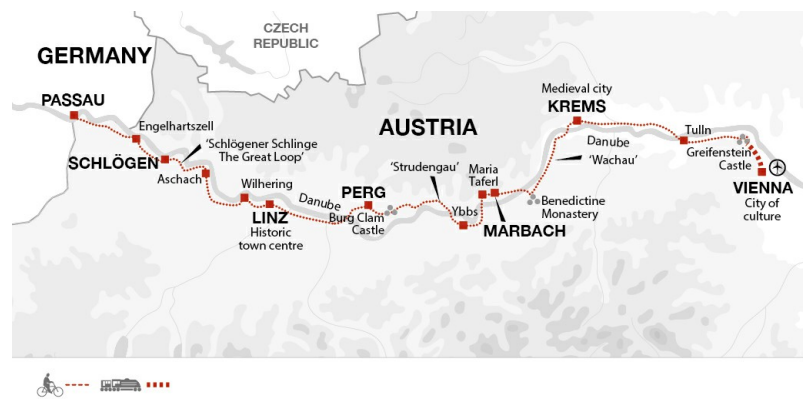 CZECH
REPUBLIC
GERMANY
PASSAU
Engelhartszell
SCHLÖGEN
'Schlögener Schlinge
The Great Loop'
Aschach
Wilhering
LINZ
Historic
town centre
Danube
PERG
Burg Clam
Castle
AUSTRIA
'Strudengau'
Ybbs
Maria
Taferl
MARBACH
Benedictine
Monastery
Medieval city
KREMS
Danube
'Wachau'
Tulln
Greifenstein
Castle
VIENNA
City of
culture